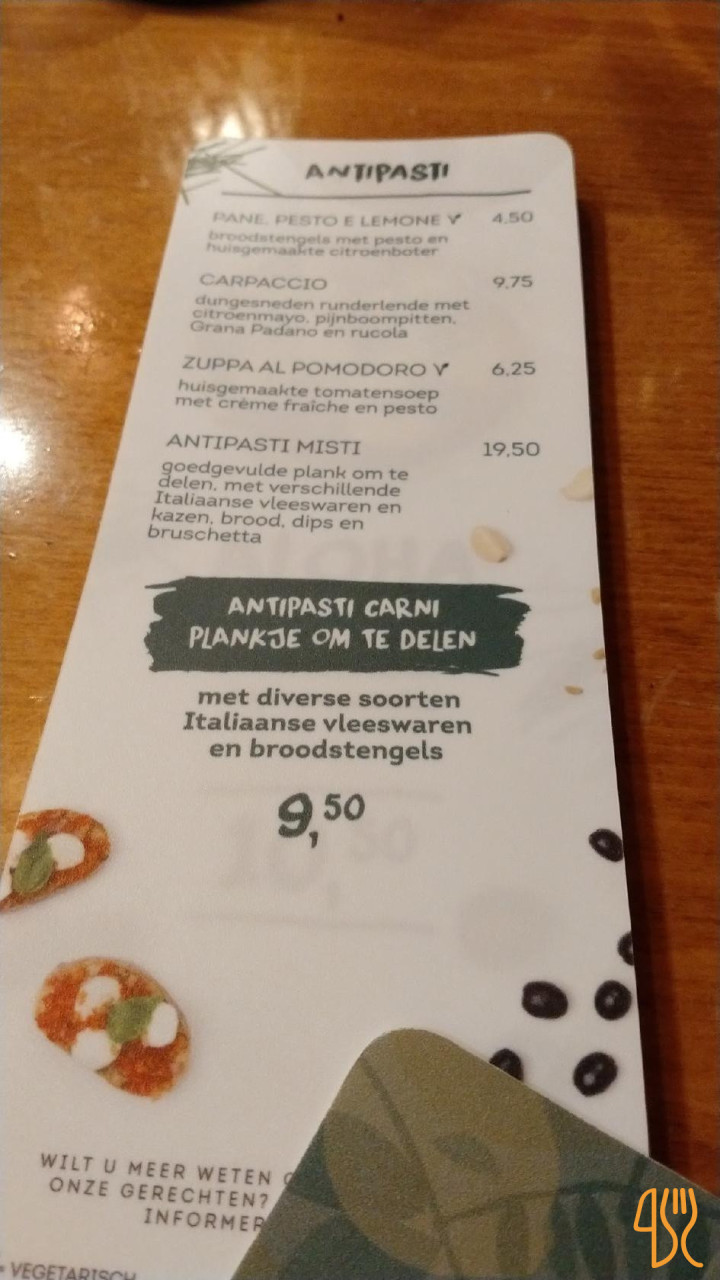 ANTIPASTI
PANE, PESTO E LEMONE 4,50
broodstengels met pesto en
huisgemaakte citroenboter
CARPACCIO 9,75
dungesneden runderlende met
citroenmayo, pijnboompitten,
Grana Padano en rucola
ZUPPA AL POMODORO 6,25
huisgemaakte tomatensoep
met crème fraîche en pesto
ANTIPASTI MISTI 19,50
goedgevulde plank om te
delen, met verschillende
Italiaanse vleeswaren en
kazen, brood, dips en
bruschetta
ANTIPASTI CARNI
PLANKJE OM TE DELEN
met diverse soorten
Italiaanse vleeswaren
en broodstengels
9,50
WILT U MEER WETEN
ONZE GERECHTEN?
INFORMER
= VEGETARISCH